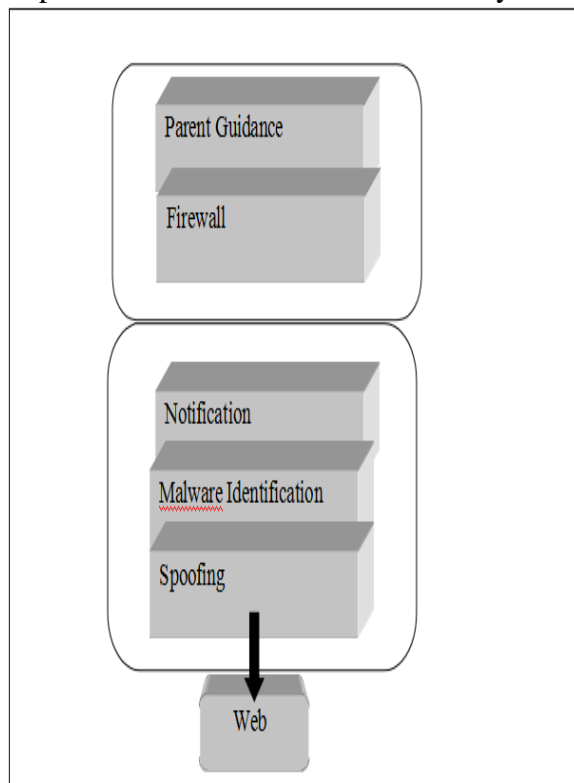 Parent Guidance
Firewall
Notification
Malware Identification
Spoofing
Web